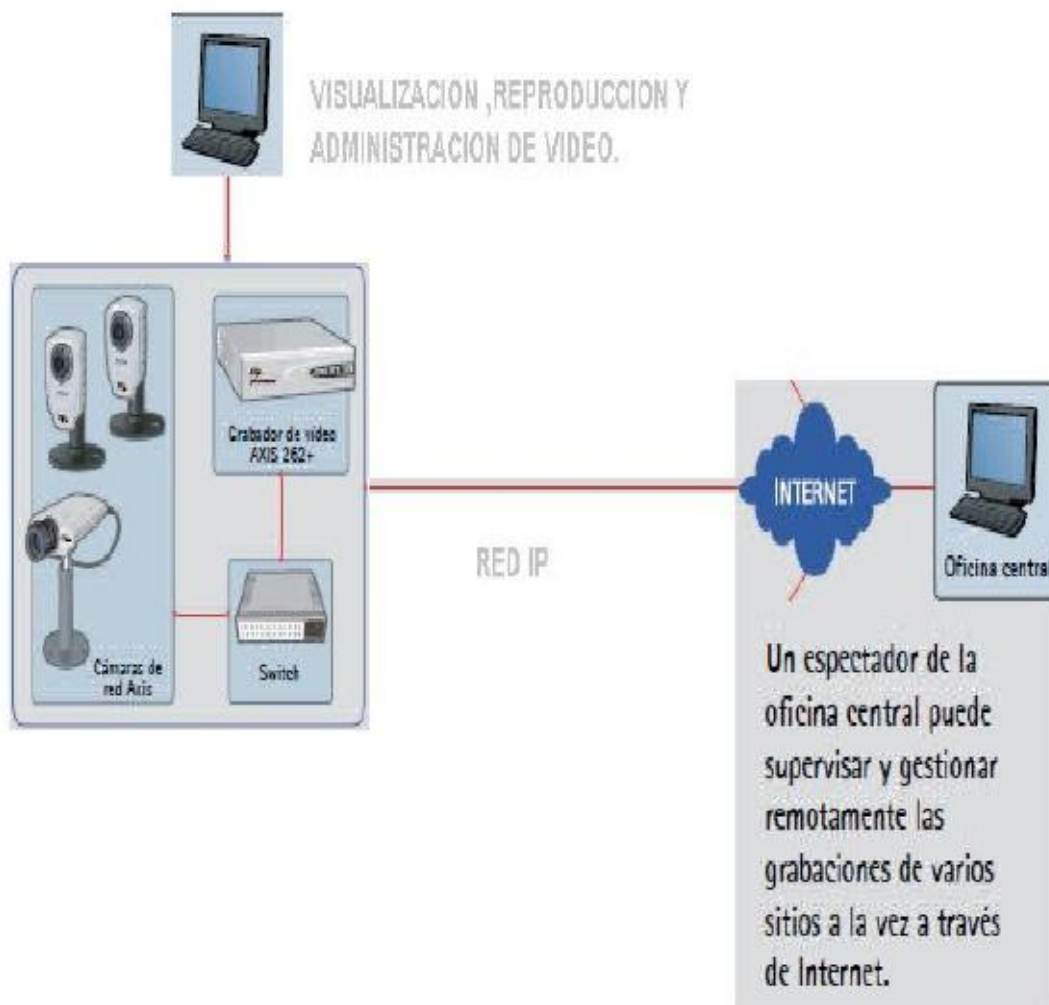 VISUALIZACION ,REPRODUCCION Y
ADMINISTRACION DE VIDEO.
Grabador de vídeo
AXIS 262+
Cámaras de
red Axis
Switch
RED IP
INTERNET
Oficina central
Un espectador de la
oficina central puede
supervisar y gestionar
remotamente las
grabaciones de varios
sitios a la vez a través
de Internet.